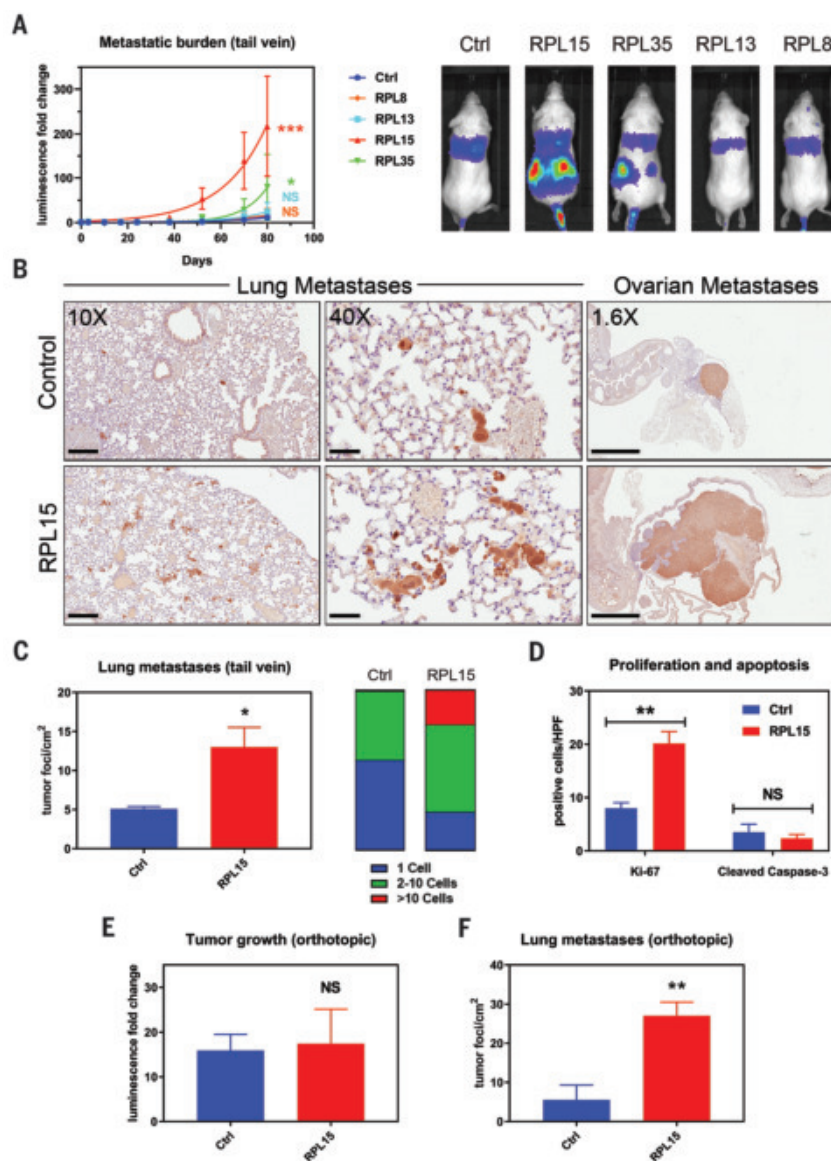 A
Metastatic burden (tail vein)
luminescence fold change
300
200
100
0
0 20 40 60 80 100
Days
***
*
NS
NS
Ctrl
RPL8
RPL13
RPL15
RPL35
Ctrl RPL15 RPL35 RPL13 RPL8
B
Lung Metastases Ovarian Metastases
Control
10X 40X 1.6X
RPL15
C
Lung metastases (tail vein)
tumor foci/cm²
20
15
10
5
0
*
Ctrl RPL15
Ctrl RPL15
1 Cell
2-10 Cells
>10 Cells
D
Proliferation and apoptosis
positive cells/HPF
30
20
10
0
**
NS
Ctrl
RPL15
Ki-67 Cleaved Caspase-3
E
Tumor growth (orthotopic)
luminescence fold change
30
20
10
0
NS
Ctrl RPL15
F
Lung metastases (orthotopic)
tumor foci/cm²
40
30
20
10
0
**
Ctrl RPL15